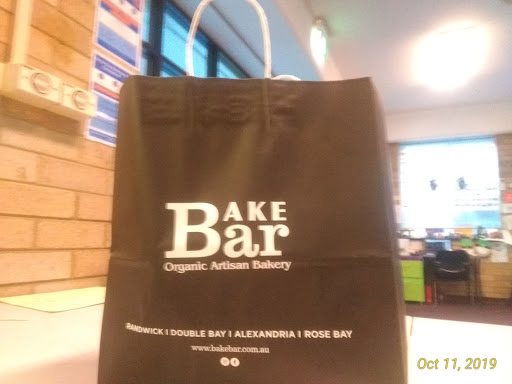 BAKE
Bar
Organic Artisan Bakery
RANDWICK I DOUBLE BAY I ALEXANDRIA I ROSE BAY
www.bakebar.com.au
Oct 11, 2019